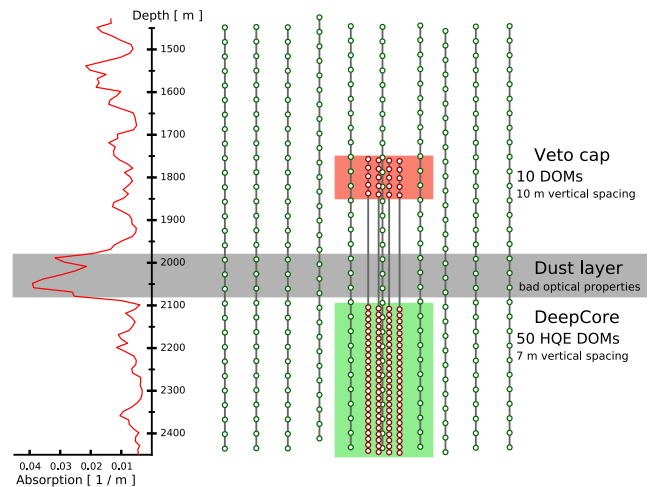 Depth [ m ]
1500
1600
1700
1800
1900
2000
2100
2200
2300
2400
Veto cap
10 DOMs
10 m vertical spacing
Dust layer
bad optical properties
DeepCore
50 HQE DOMs
7 m vertical spacing
0.04 0.03 0.02 0.01
Absorption [ 1 / m ]